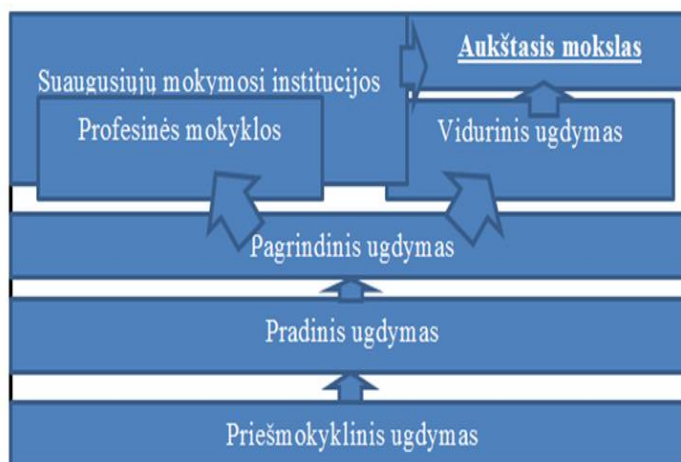 Aukštasis mokslas
Suaugusiųjų mokymosi institucijos
Profesinės mokyklos
Vidurinis ugdymas
Pagrindinis ugdymas
Pradinis ugdymas
Priešmokyklinis ugdymas